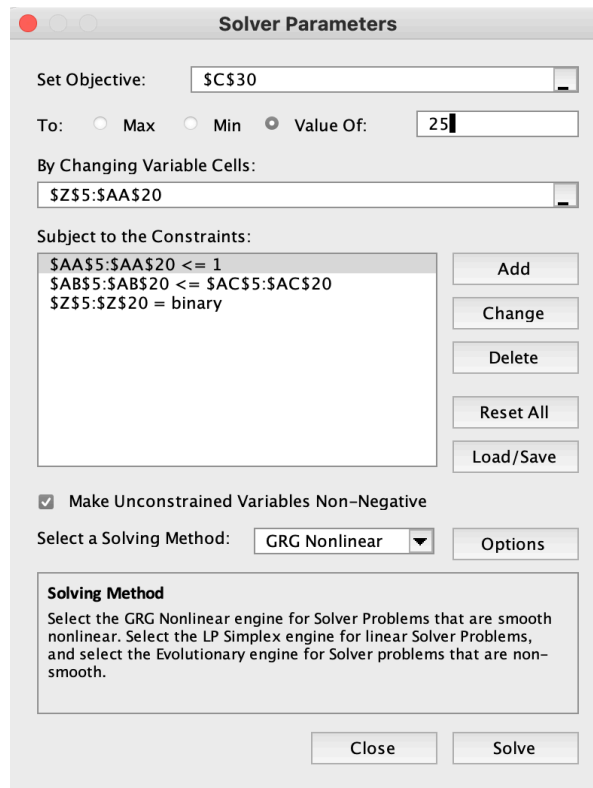 Solver Parameters
Set Objective: $C$30
To: Max Min Value Of: 25
By Changing Variable Cells:
$Z$5:$AA$20
Subject to the Constraints:
$AA$5:$AA$20 <= 1
$AB$5:$AB$20 <= $AC$5:$AC$20
$Z$5:$Z$20 = binary
Add
Change
Delete
Reset All
Load/Save
Make Unconstrained Variables Non-Negative
Select a Solving Method: GRG Nonlinear Options
Solving Method
Select the GRG Nonlinear engine for Solver Problems that are smooth
nonlinear. Select the LP Simplex engine for linear Solver Problems,
and select the Evolutionary engine for Solver problems that are non-
smooth.
Close Solve